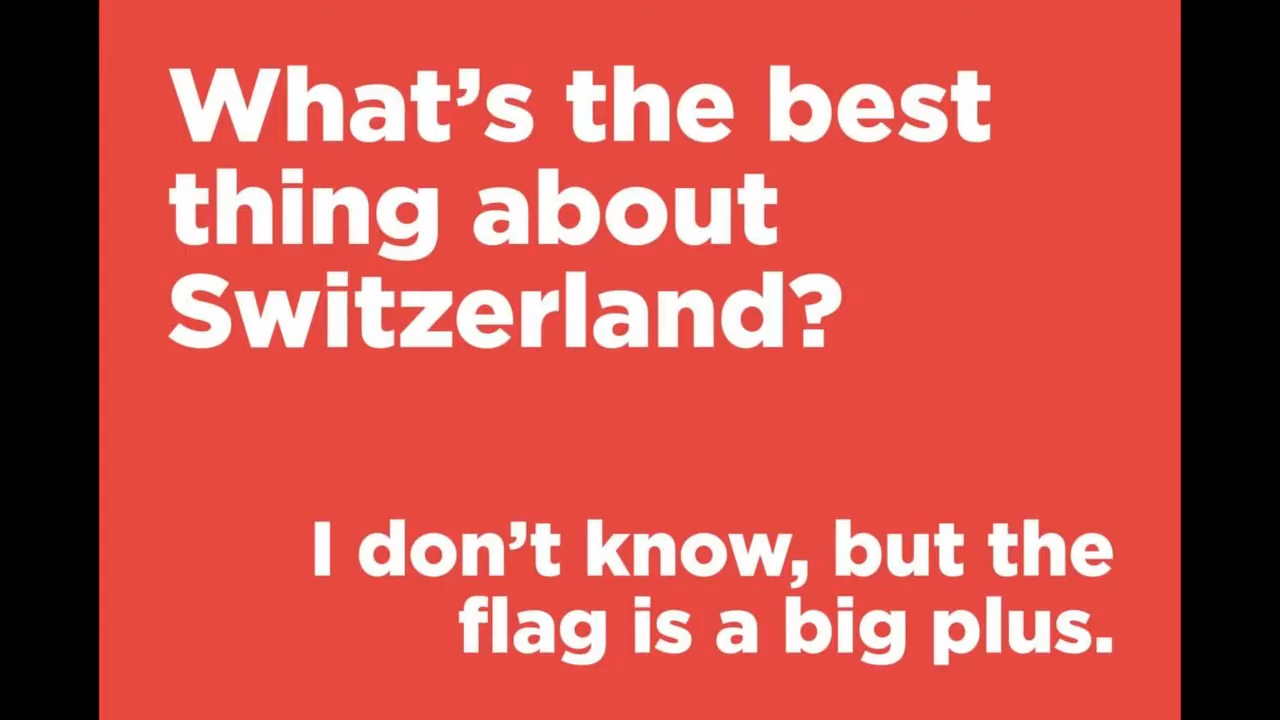 What’s the best
thing about
Switzerland?
I don’t know, but the
flag is a big plus.